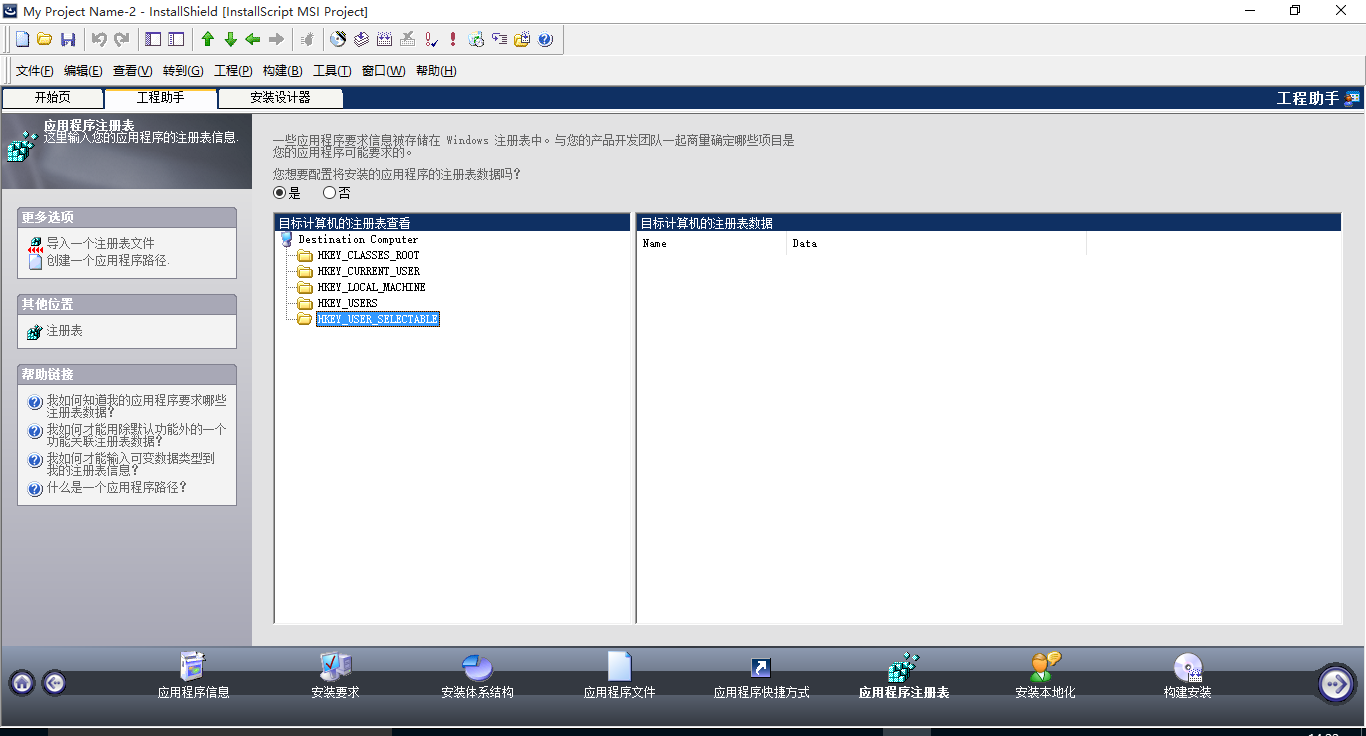 My Project Name-2 - InstallShield [InstallScript MSI Project]
文件(F) 编辑(E) 查看(V) 转到(G) 工程(P) 构建(B) 工具(T) 窗口(W) 帮助(H)
开始页 工程助手 安装设计器 工程助手
应用程序注册表
这里输入您的应用程序的注册表信息.
更多选项
导入一个注册表文件
创建一个应用程序路径.
其他位置
注册表
帮助链接
我如何知道我的应用程序要求哪些
注册表数据?
我如何才能用除默认功能外的一个
功能关联注册表数据?
我如何才能输入可变数据类型到
我的注册表信息?
什么是一个应用程序路径?
一些应用程序要求信息被存储在 Windows 注册表中。与您的产品开发团队一起商量确定哪些项目是
您的应用程序可能要求的。
您想要配置将安装的应用程序的注册表数据吗?
是 否
目标计算机的注册表查看
Destination Computer
HKEY_CLASSES_ROOT
HKEY_CURRENT_USER
HKEY_LOCAL_MACHINE
HKEY_USERS
HKEY_USER_SELECTABLE
目标计算机的注册表数据
Name Data
应用程序信息 安装要求 安装体系结构 应用程序文件 应用程序快捷方式 应用程序注册表 安装本地化 构建安装